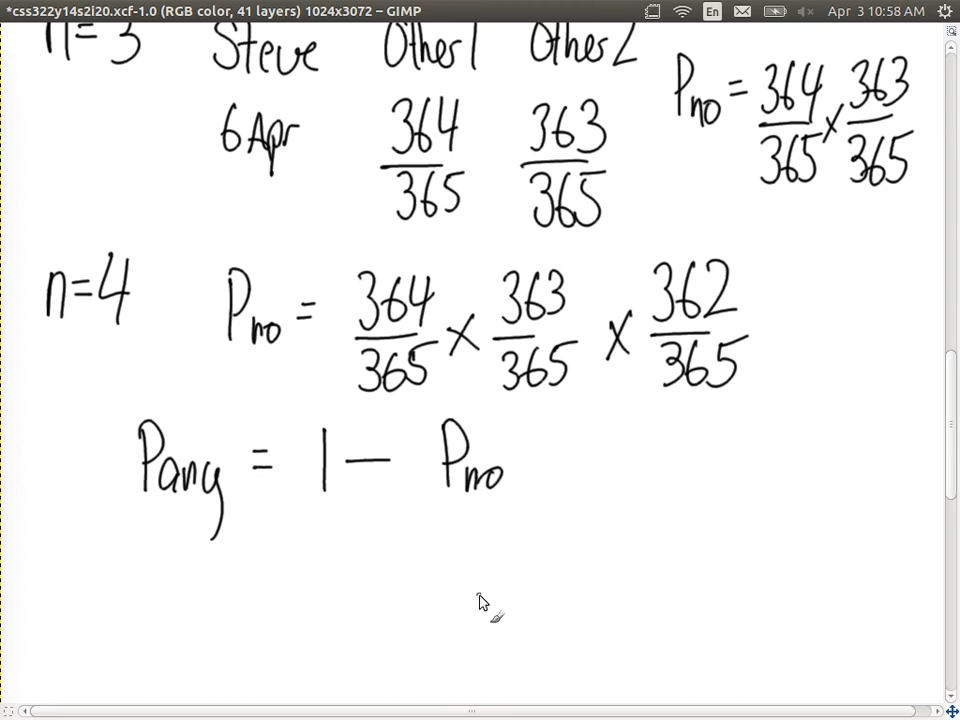 *css322y14s2i20.xcf-1.0 (RGB color, 41 layers) 1024x3072 – GIMP
En
Apr 3 10:58 AM
n=3 Steve Other1 Other2
6Apr 364/365 363/365
Pno = 364/365 × 363/365
n=4 Pno = 364/365 × 363/365 × 362/365
Pany = 1 – Pno